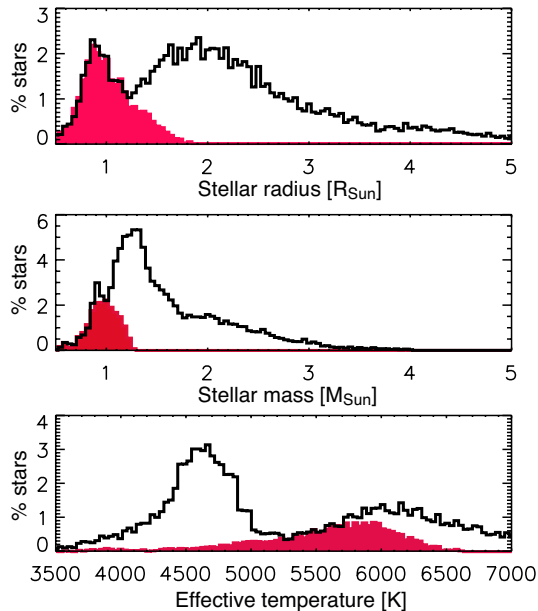 % stars
3
2
1
0
1 2 3 4 5
Stellar radius [R_Sun]
% stars
6
4
2
0
1 2 3 4 5
Stellar mass [M_Sun]
% stars
4
3
2
1
0
3500 4000 4500 5000 5500 6000 6500 7000
Effective temperature [K]